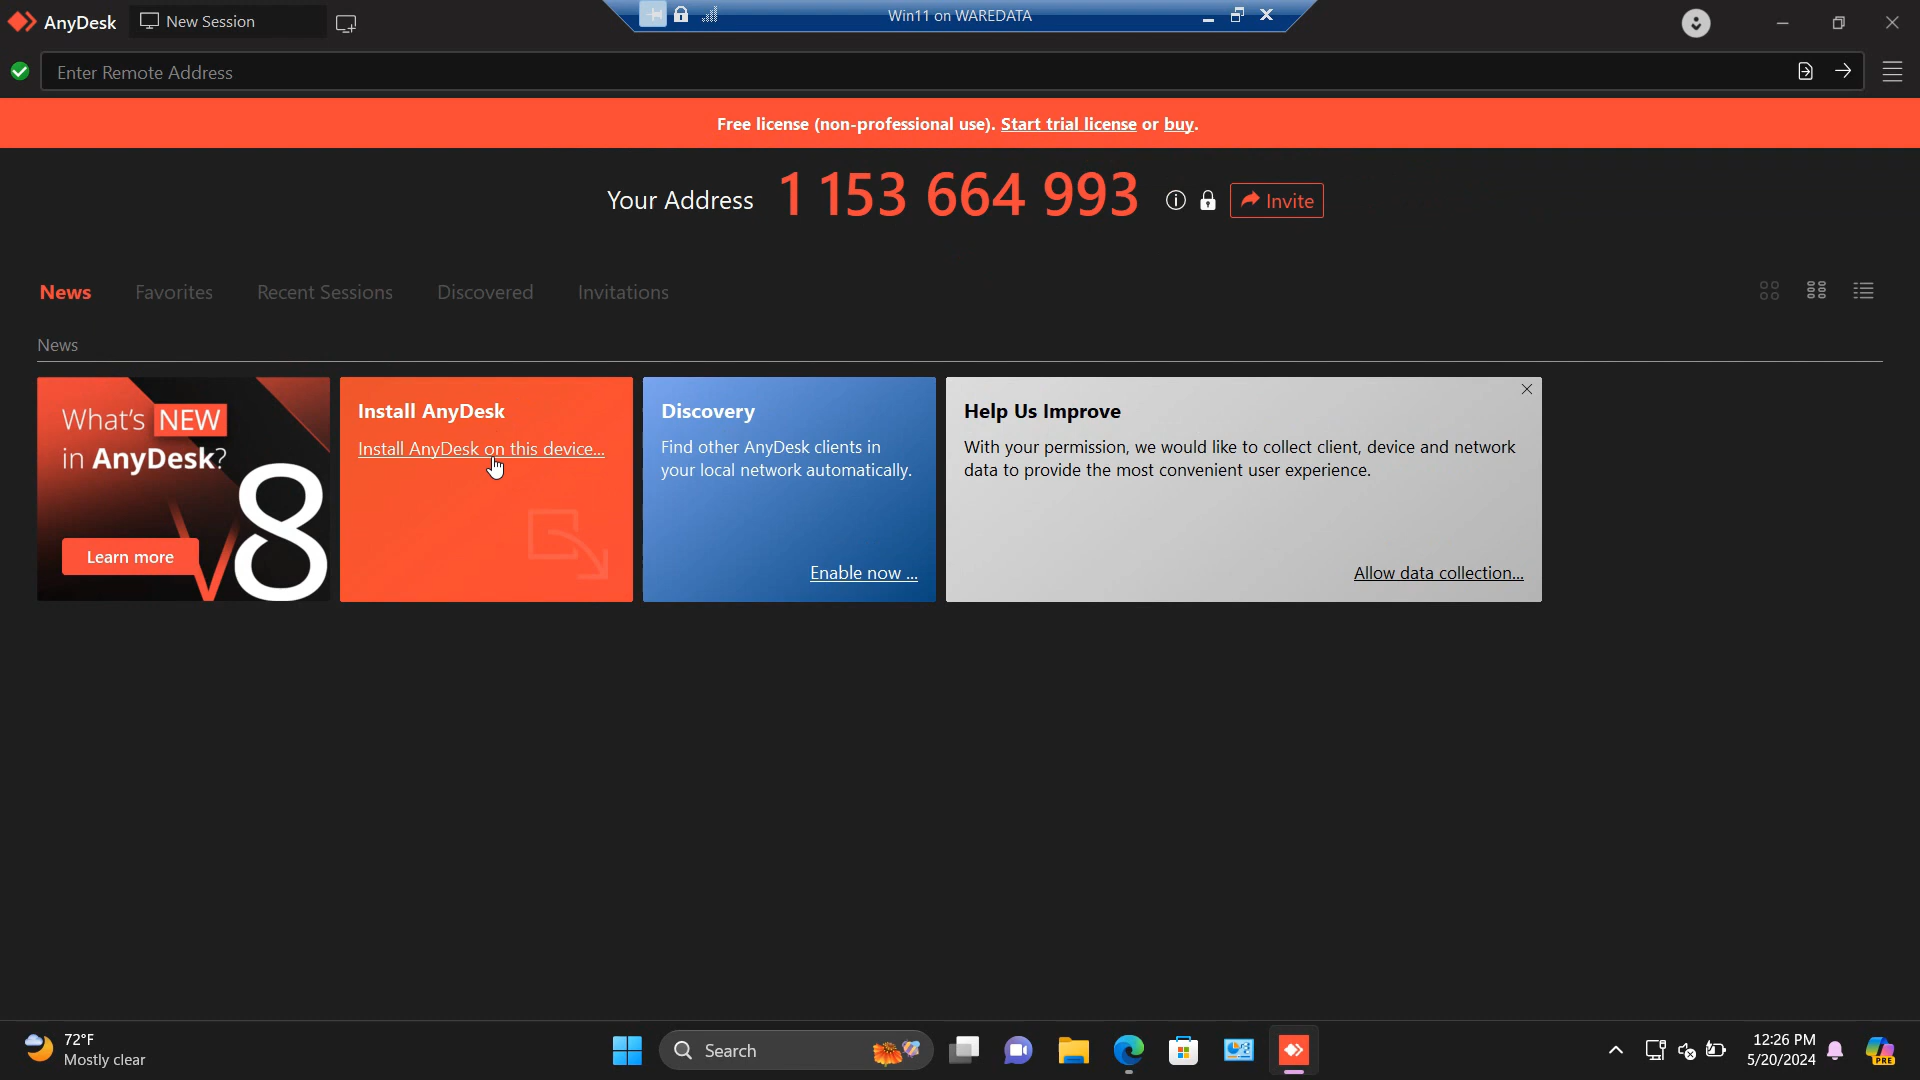 AnyDesk
New Session
Win11 on WAREDATA
Enter Remote Address
Free license (non-professional use). Start trial license or buy.
Your Address 1 153 664 993
Invite
News
Favorites
Recent Sessions
Discovered
Invitations
News
What's NEW
in AnyDesk?
V8
Learn more
Install AnyDesk
Install AnyDesk on this device...
Discovery
Find other AnyDesk clients in
your local network automatically.
Enable now ...
Help Us Improve
With your permission, we would like to collect client, device and network
data to provide the most convenient user experience.
Allow data collection...
72°F
Mostly clear
Search
12:26 PM
5/20/2024
PRE